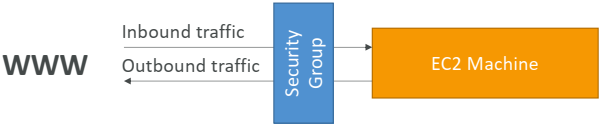 Inbound traffic
WWW
Outbound traffic
Security
Group
EC2 Machine